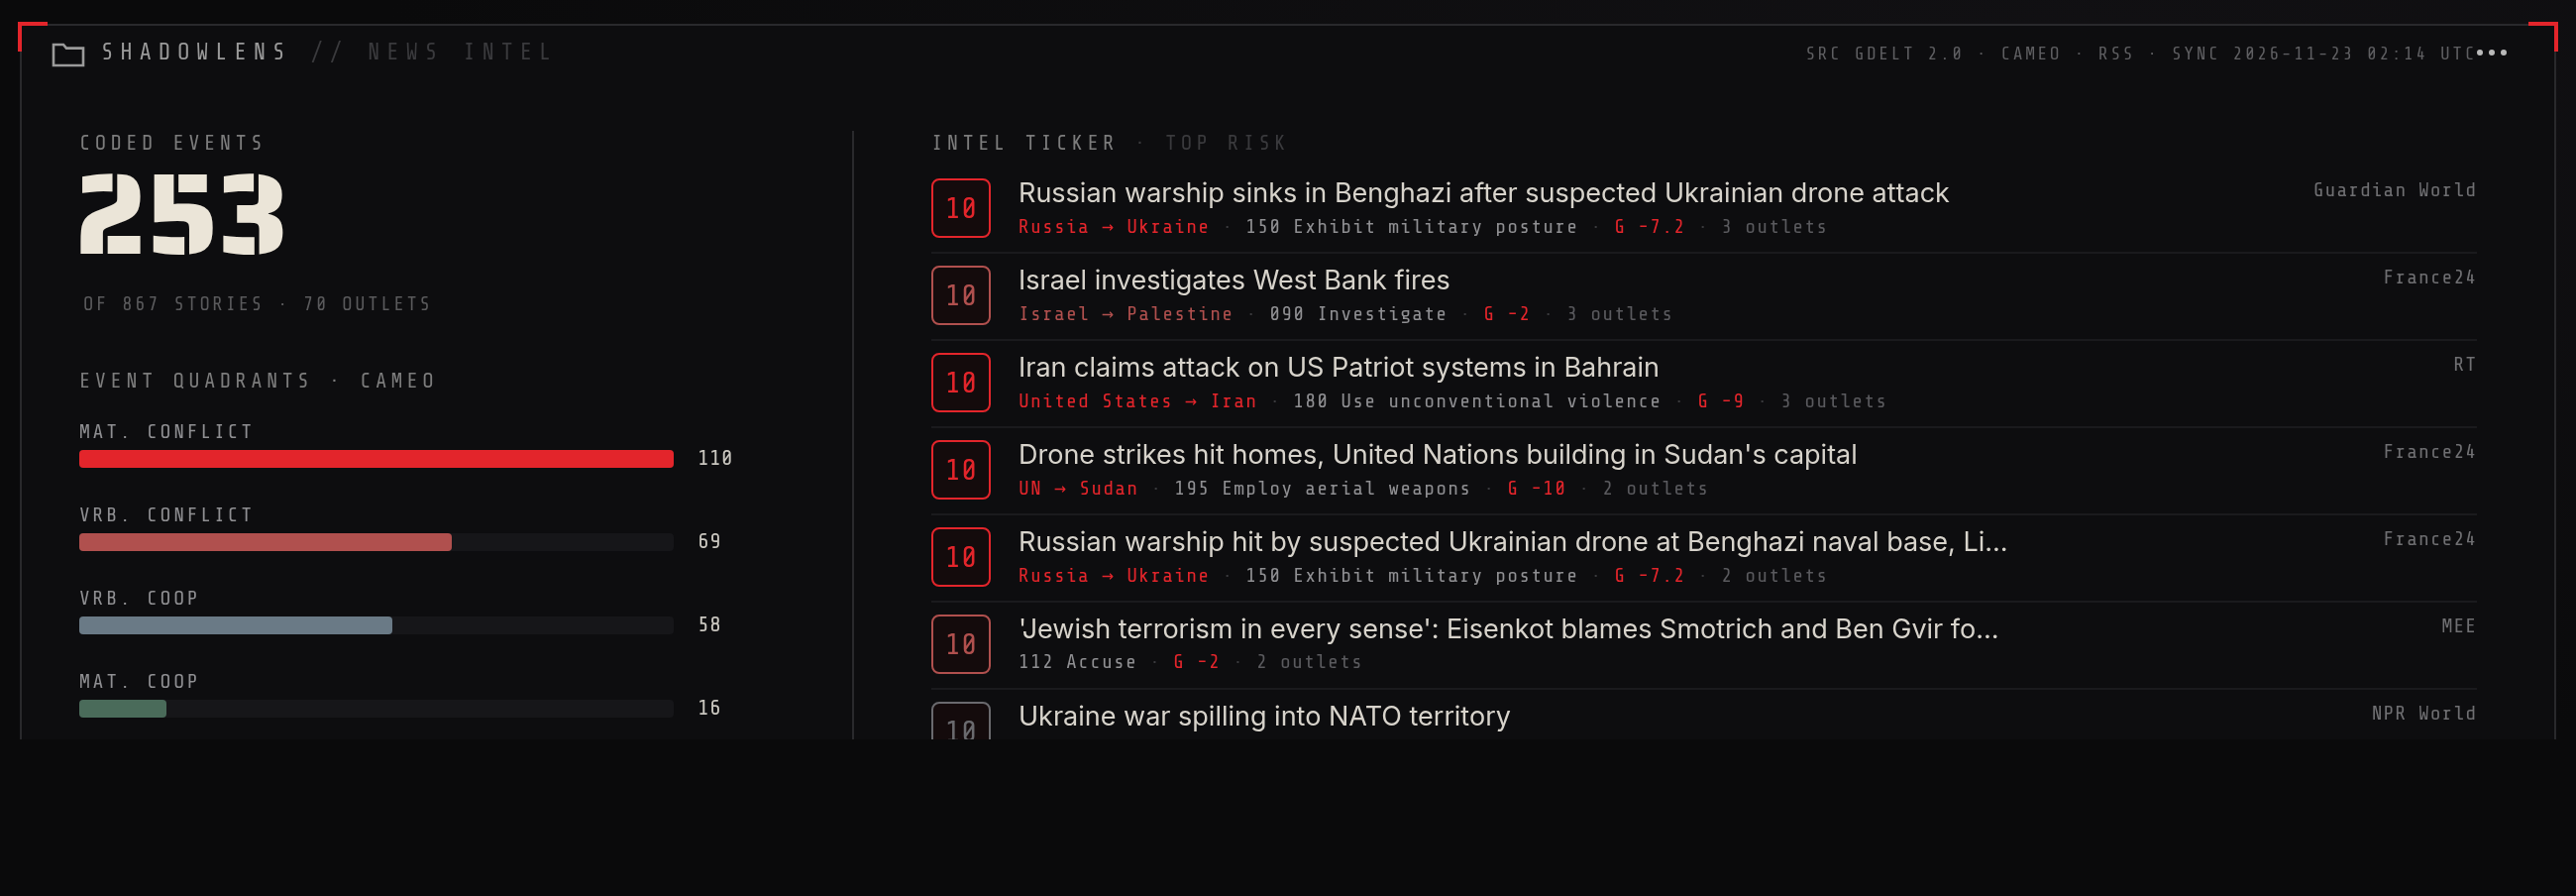 SHADOWLENS // NEWS INTEL
SRC GDELT 2.0 · CAMEO · RSS · SYNC 2026-11-23 02:14 UTC
CODED EVENTS
253
OF 867 STORIES · 70 OUTLETS
EVENT QUADRANTS · CAMEO
MAT. CONFLICT
110
VRB. CONFLICT
69
VRB. COOP
58
MAT. COOP
16
INTEL TICKER · TOP RISK
10 Russian warship sinks in Benghazi after suspected Ukrainian drone attack Guardian World
Russia → Ukraine · 150 Exhibit military posture · G -7.2 · 3 outlets
10 Israel investigates West Bank fires France24
Israel → Palestine · 090 Investigate · G -2 · 3 outlets
10 Iran claims attack on US Patriot systems in Bahrain RT
United States → Iran · 180 Use unconventional violence · G -9 · 3 outlets
10 Drone strikes hit homes, United Nations building in Sudan's capital France24
UN → Sudan · 195 Employ aerial weapons · G -10 · 2 outlets
10 Russian warship hit by suspected Ukrainian drone at Benghazi naval base, Li... France24
Russia → Ukraine · 150 Exhibit military posture · G -7.2 · 2 outlets
10 'Jewish terrorism in every sense': Eisenkot blames Smotrich and Ben Gvir fo... MEE
112 Accuse · G -2 · 2 outlets
10 Ukraine war spilling into NATO territory NPR World